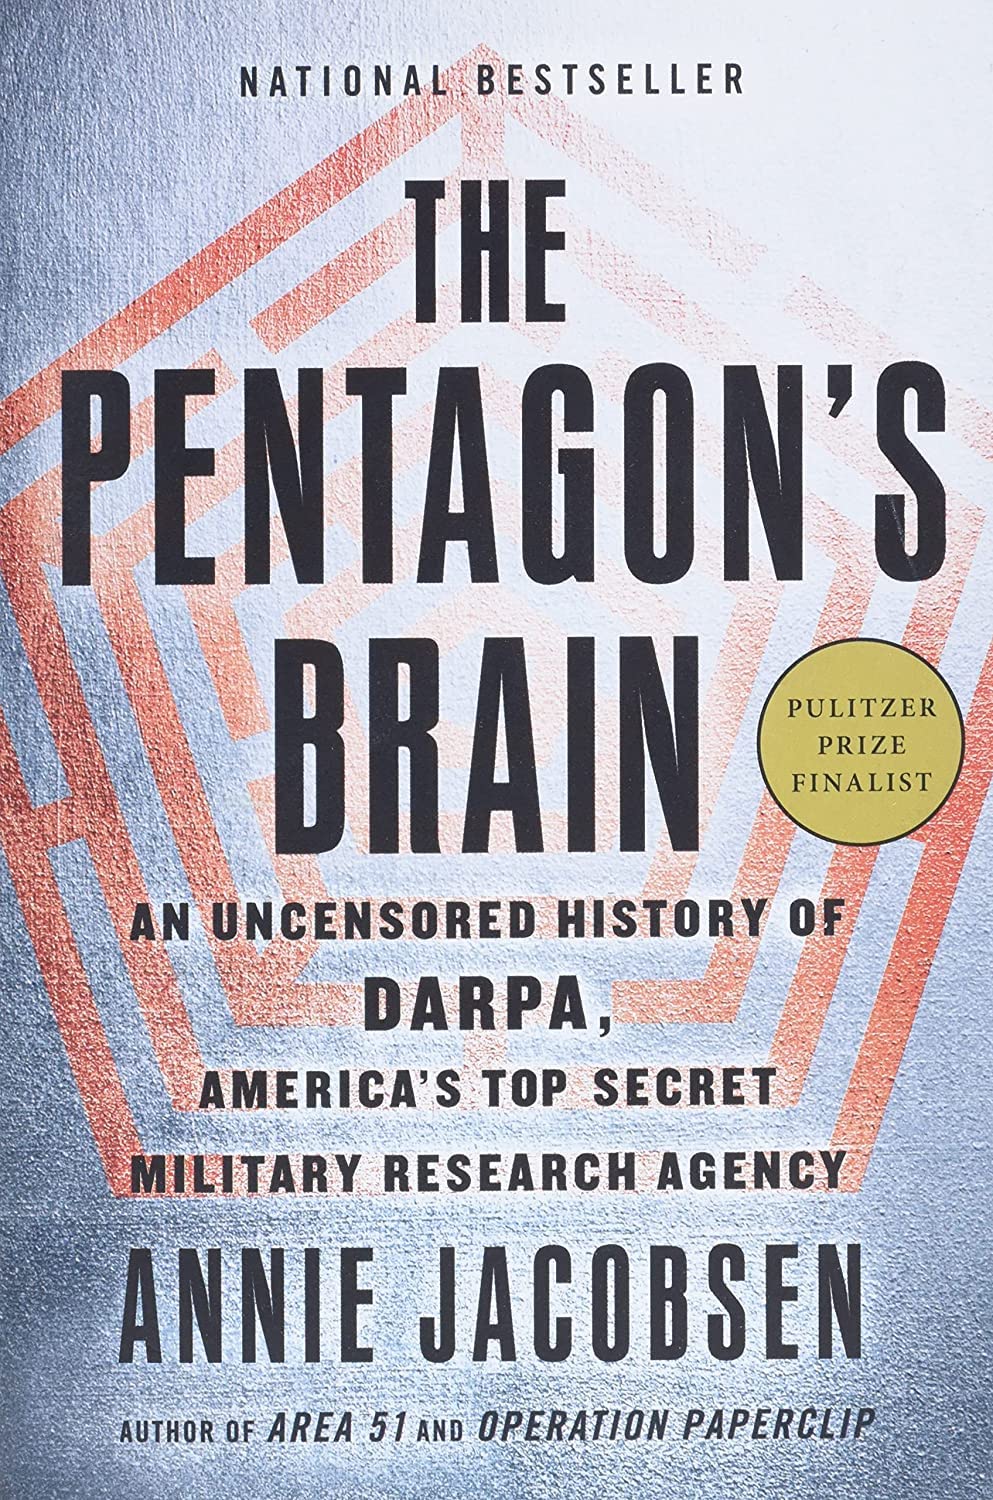 NATIONAL BESTSELLER
THE
PENTAGON'S
BRAIN
PULITZER
PRIZE
FINALIST
AN UNCENSORED HISTORY OF
DARPA,
AMERICA'S TOP SECRET
MILITARY RESEARCH AGENCY
ANNIE JACOBSEN
AUTHOR OF AREA 51 AND OPERATION PAPERCLIP